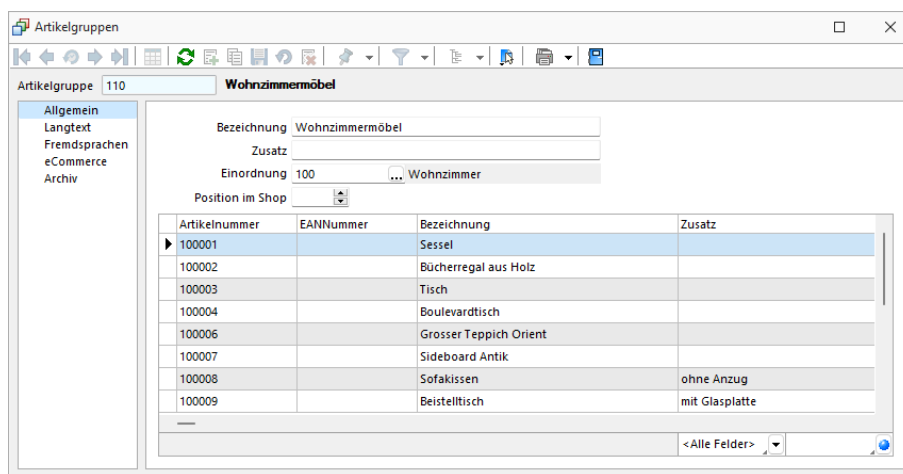 Artikelgruppen
Artikelgruppe 110 Wohnzimmermöbel
Allgemein
Langtext
Fremdsprachen
eCommerce
Archiv
Bezeichnung Wohnzimmermöbel
Zusatz
Einordnung 100 ... Wohnzimmer
Position im Shop
Artikelnummer EANNummer Bezeichnung Zusatz
100001 Sessel
100002 Bücherregal aus Holz
100003 Tisch
100004 Boulevardtisch
100006 Grosser Teppich Orient
100007 Sideboard Antik
100008 Sofakissen ohne Anzug
100009 Beistelltisch mit Glasplatte
<Alle Felder>